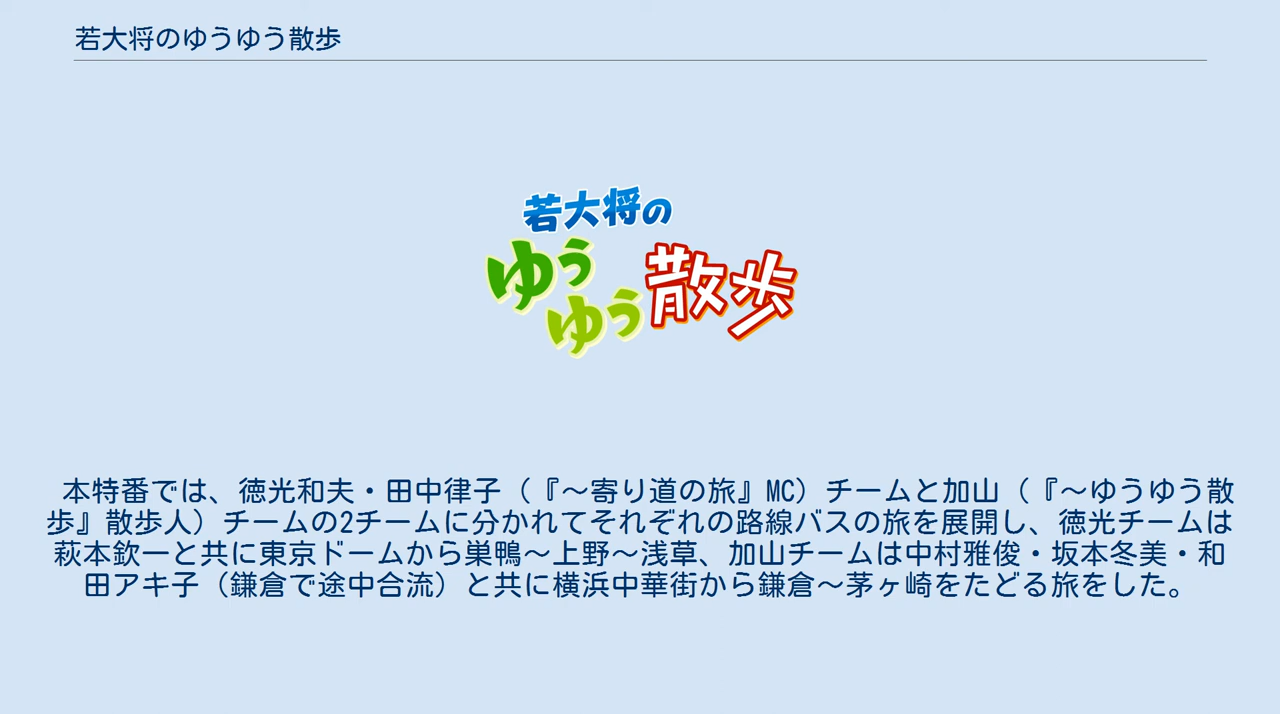 若大将のゆうゆう散歩
若大将の
ゆう
ゆう
散歩
本特番では、徳光和夫・田中律子（『～寄り道の旅』MC）チームと加山（『～ゆうゆう散
歩』散歩人）チームの2チームに分かれてそれぞれの路線バスの旅を展開し、徳光チームは
萩本欽一と共に東京ドームから巣鴨～上野～浅草、加山チームは中村雅俊・坂本冬美・和
田アキ子（鎌倉で途中合流）と共に横浜中華街から鎌倉～茅ヶ崎をたどる旅をした。